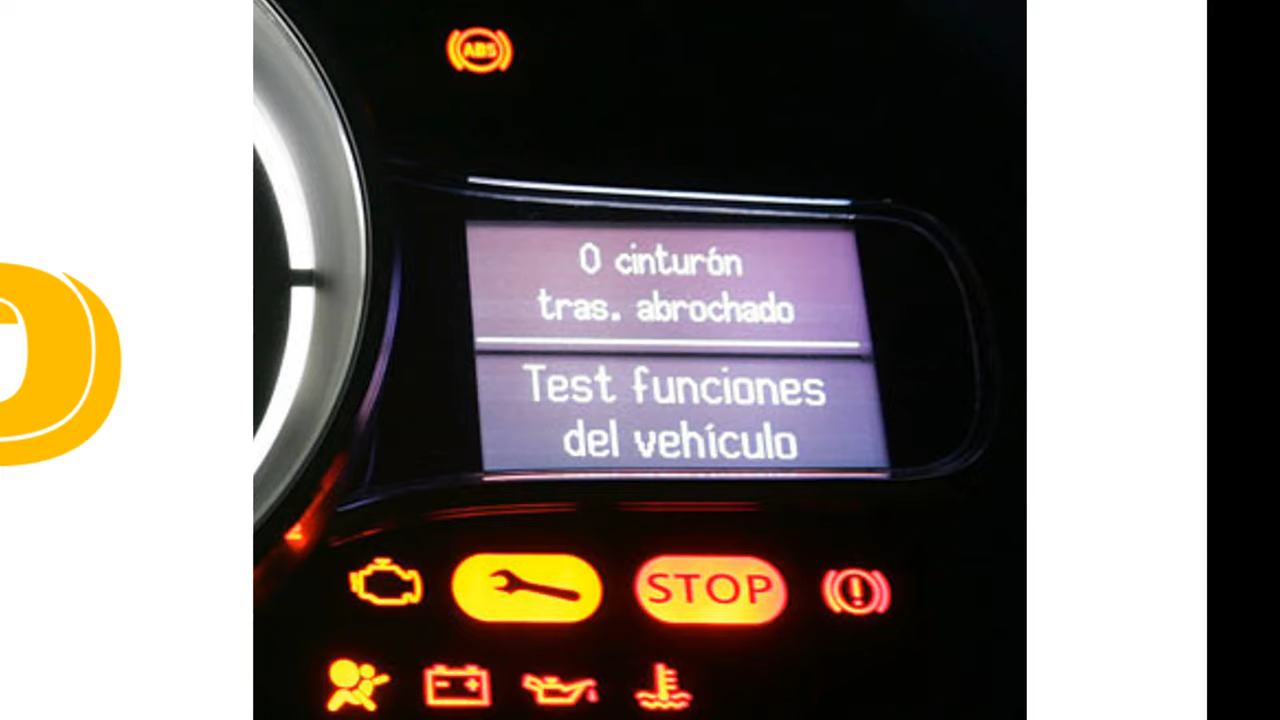 ABS
0 cinturón
tras. abrochado
Test funciones
del vehículo
STOP